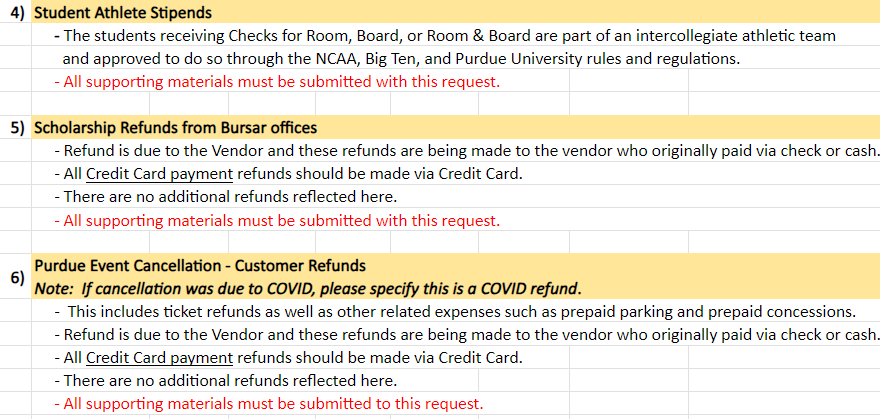 4) Student Athlete Stipends
- The students receiving Checks for Room, Board, or Room & Board are part of an intercollegiate athletic team
and approved to do so through the NCAA, Big Ten, and Purdue University rules and regulations.
- All supporting materials must be submitted with this request.
5) Scholarship Refunds from Bursar offices
- Refund is due to the Vendor and these refunds are being made to the vendor who originally paid via check or cash.
- All Credit Card payment refunds should be made via Credit Card.
- There are no additional refunds reflected here.
- All supporting materials must be submitted with this request.
6) Purdue Event Cancellation - Customer Refunds
Note: If cancellation was due to COVID, please specify this is a COVID refund.
- This includes ticket refunds as well as other related expenses such as prepaid parking and prepaid concessions.
- Refund is due to the Vendor and these refunds are being made to the vendor who originally paid via check or cash.
- All Credit Card payment refunds should be made via Credit Card.
- There are no additional refunds reflected here.
- All supporting materials must be submitted to this request.